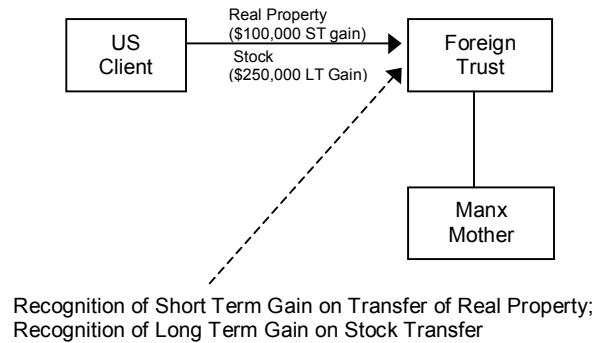 Real Property
($100,000 ST gain)
US
Client
Stock
($250,000 LT Gain)
Foreign
Trust
Manx
Mother
Recognition of Short Term Gain on Transfer of Real Property;
Recognition of Long Term Gain on Stock Transfer